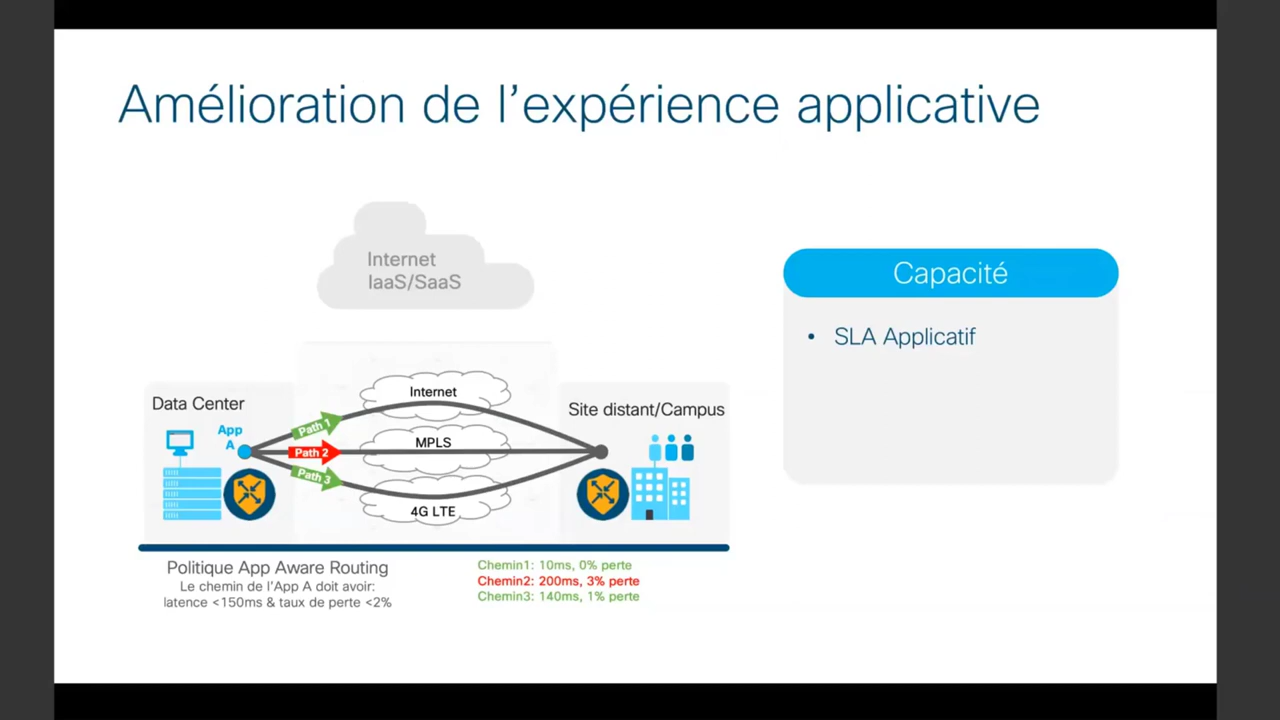 Amélioration de l'expérience applicative
Internet
IaaS/SaaS
Capacité
• SLA Applicatif
Data Center
App
A
Path 1
Path 2
Path 3
Internet
MPLS
4G LTE
Site distant/Campus
Politique App Aware Routing
Le chemin de l'App A doit avoir:
latence <150ms & taux de perte <2%
Chemin1: 10ms, 0% perte
Chemin2: 200ms, 3% perte
Chemin3: 140ms, 1% perte